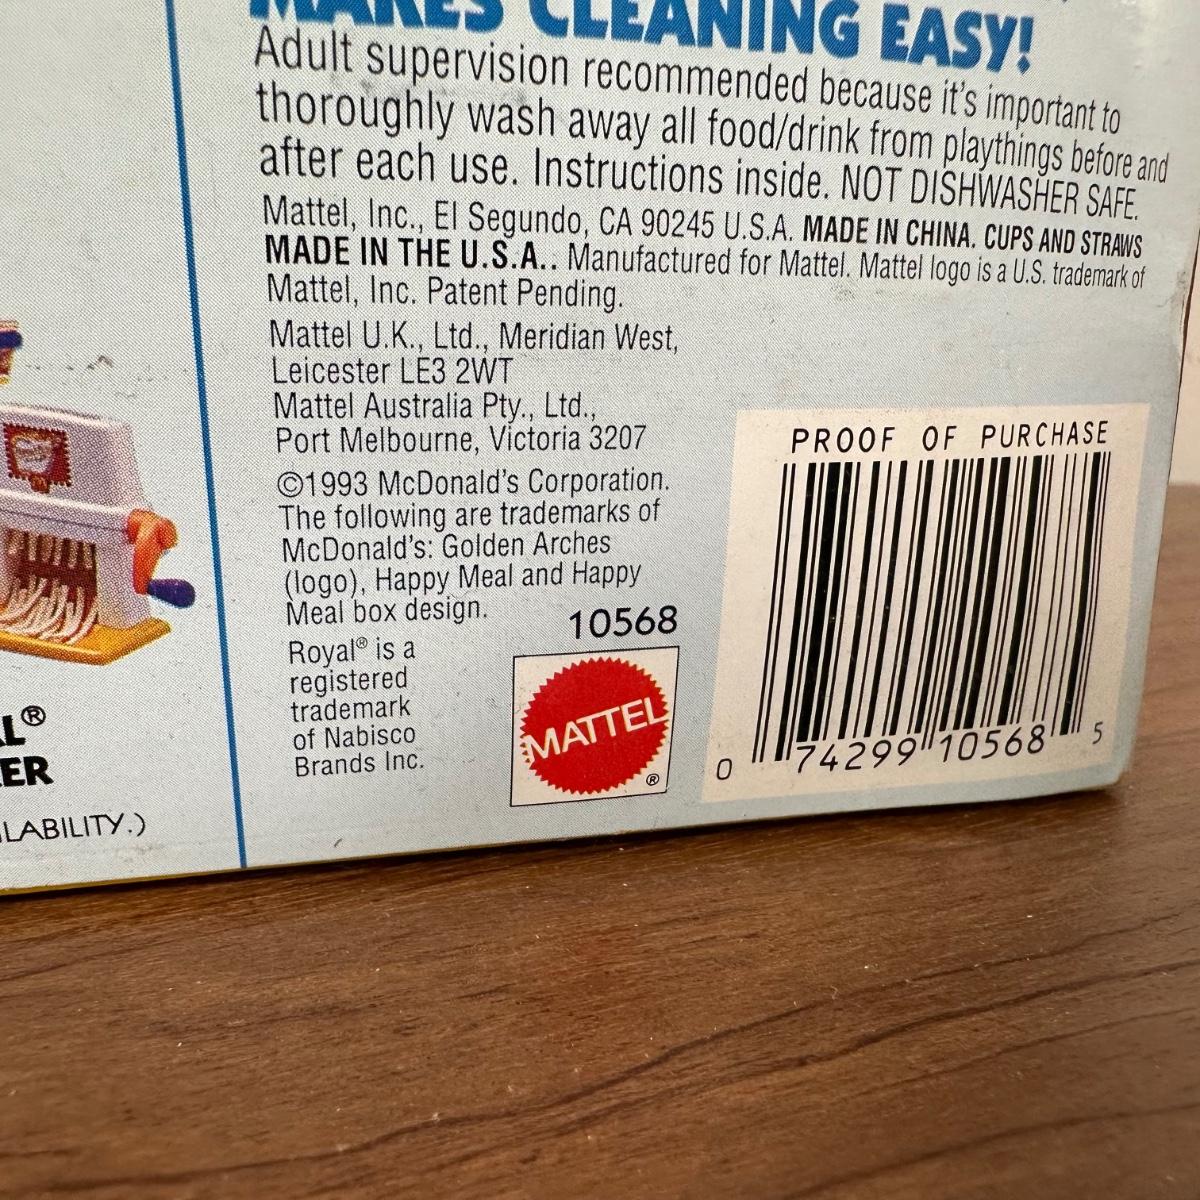 MAKES CLEANING EASY!
Adult supervision recommended because it's important to
thoroughly wash away all food/drink from playthings before and
after each use. Instructions inside. NOT DISHWASHER SAFE.
Mattel, Inc., El Segundo, CA 90245 U.S.A. MADE IN CHINA. CUPS AND STRAWS
MADE IN THE U.S.A.. Manufactured for Mattel. Mattel logo is a U.S. trademark of
Mattel, Inc. Patent Pending.
Mattel U.K., Ltd., Meridian West,
Leicester LE3 2WT
Mattel Australia Pty., Ltd.,
Port Melbourne, Victoria 3207
©1993 McDonald's Corporation.
The following are trademarks of
McDonald's: Golden Arches
(logo), Happy Meal and Happy
Meal box design.
10568
Royal® is a
registered
trademark
of Nabisco
Brands Inc.
MATTEL
®
PROOF OF PURCHASE
0 74299 10568 5
L®
ER
LABILITY.)